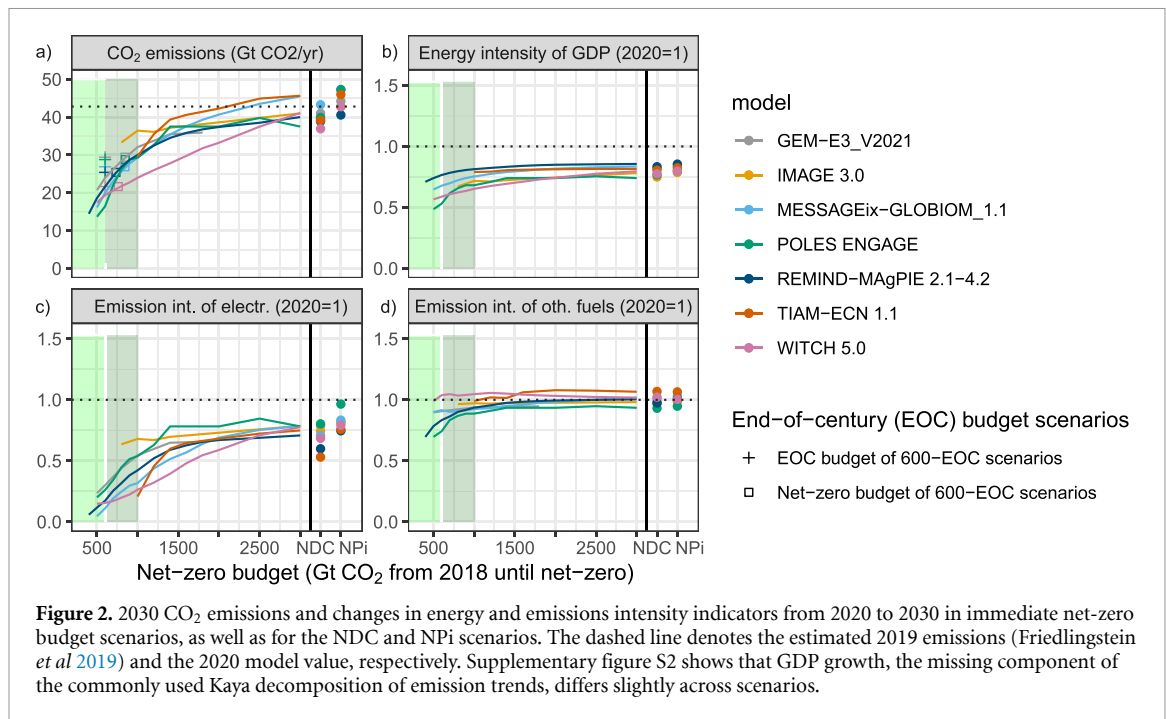 a) CO₂ emissions (Gt CO2/yr)
50
40
30
20
10
0
b) Energy intensity of GDP (2020=1)
1.5
1.0
0.5
0.0
c) Emission int. of electr. (2020=1)
1.5
1.0
0.5
0.0
500 1500 2500 NDC NPi
d) Emission int. of oth. fuels (2020=1)
1.5
1.0
0.5
0.0
500 1500 2500 NDC NPi
Net−zero budget (Gt CO₂ from 2018 until net−zero)
model
GEM−E3_V2021
IMAGE 3.0
MESSAGEix−GLOBIOM_1.1
POLES ENGAGE
REMIND−MAgPIE 2.1−4.2
TIAM−ECN 1.1
WITCH 5.0
End−of−century (EOC) budget scenarios
EOC budget of 600−EOC scenarios
Net−zero budget of 600−EOC scenarios
Figure 2. 2030 CO₂ emissions and changes in energy and emissions intensity indicators from 2020 to 2030 in immediate net-zero
budget scenarios, as well as for the NDC and NPi scenarios. The dashed line denotes the estimated 2019 emissions (Friedlingstein
et al 2019) and the 2020 model value, respectively. Supplementary figure S2 shows that GDP growth, the missing component of
the commonly used Kaya decomposition of emission trends, differs slightly across scenarios.